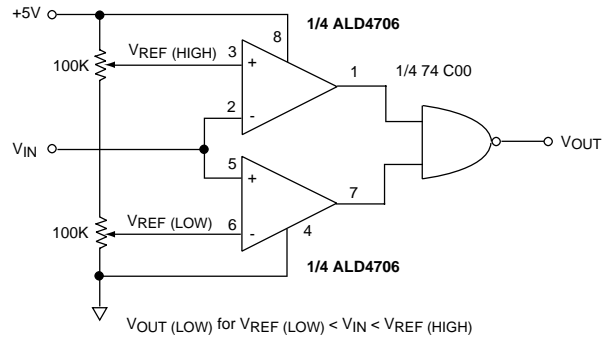 +5V
1/4 ALD4706
8
VREF (HIGH)
3
+
100K
1
1/4 74 C00
2
-
VIN
VOUT
5
+
7
VREF (LOW)
100K
6
-
4
1/4 ALD4706
VOUT (LOW) for VREF (LOW) < VIN < VREF (HIGH)